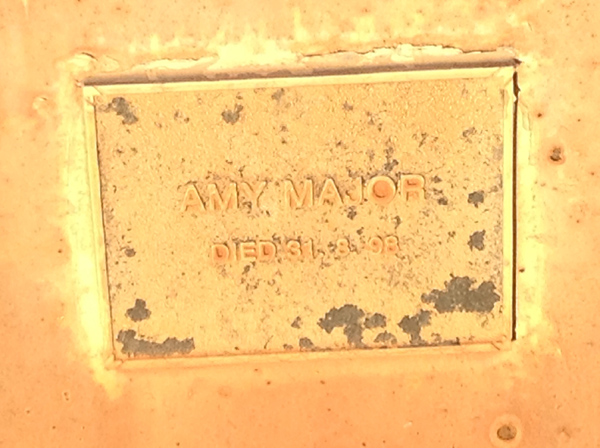 AMY MAJOR
DIED 31. 8. 98